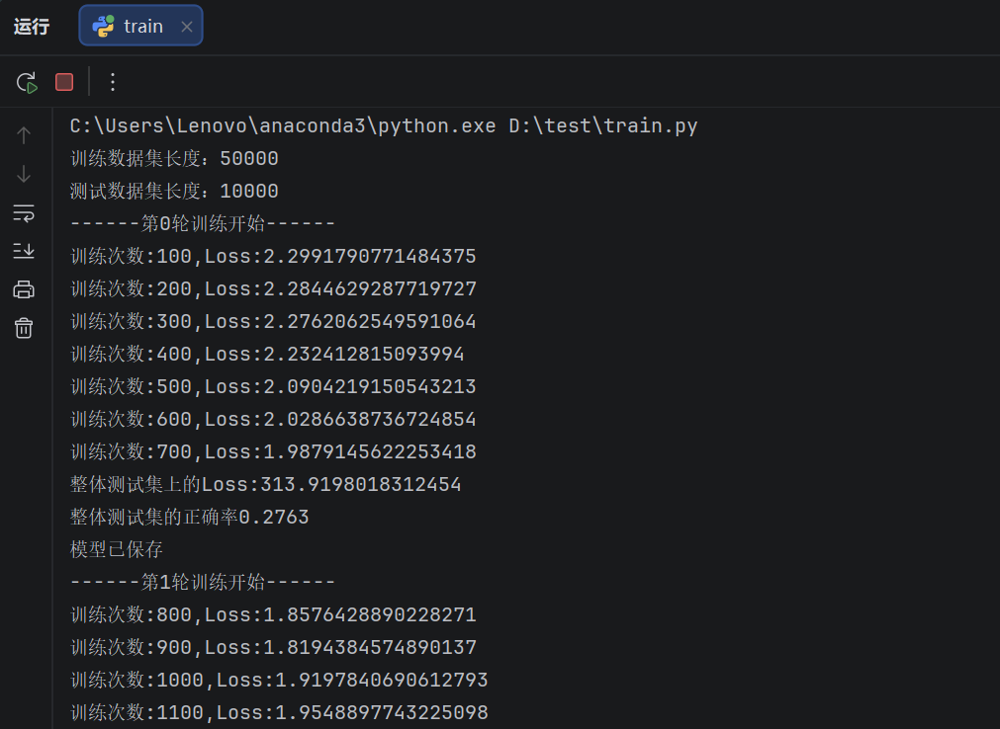 运行 train
C:\Users\Lenovo\anaconda3\python.exe D:\test\train.py
训练数据集长度：50000
测试数据集长度：10000
------第0轮训练开始------
训练次数:100,Loss:2.2991790771484375
训练次数:200,Loss:2.2844629287719727
训练次数:300,Loss:2.2762062549591064
训练次数:400,Loss:2.232412815093994
训练次数:500,Loss:2.0904219150543213
训练次数:600,Loss:2.0286638736724854
训练次数:700,Loss:1.9879145622253418
整体测试集上的Loss:313.9198018312454
整体测试集的正确率0.2763
模型已保存
------第1轮训练开始------
训练次数:800,Loss:1.8576428890228271
训练次数:900,Loss:1.8194384574890137
训练次数:1000,Loss:1.9197840690612793
训练次数:1100,Loss:1.9548897743225098